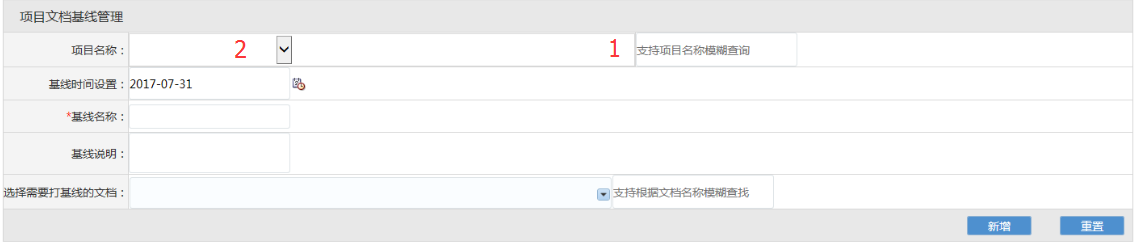 项目文档基线管理
项目名称： 2 1 支持项目名称模糊查询
基线时间设置： 2017-07-31
*基线名称：
基线说明：
选择需要打基线的文档： 支持根据文档名称模糊查找
新增 重置